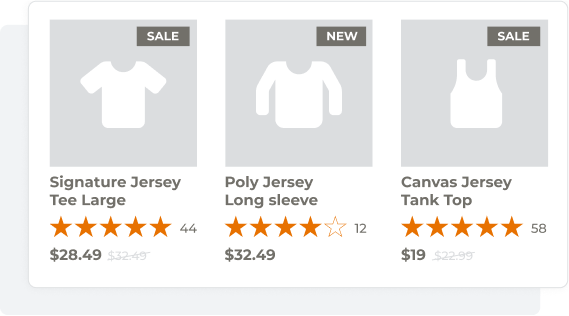 SALE
Signature Jersey
Tee Large
44
$28.49 $32.49
NEW
Poly Jersey
Long sleeve
12
$32.49
SALE
Canvas Jersey
Tank Top
58
$19 $22.99